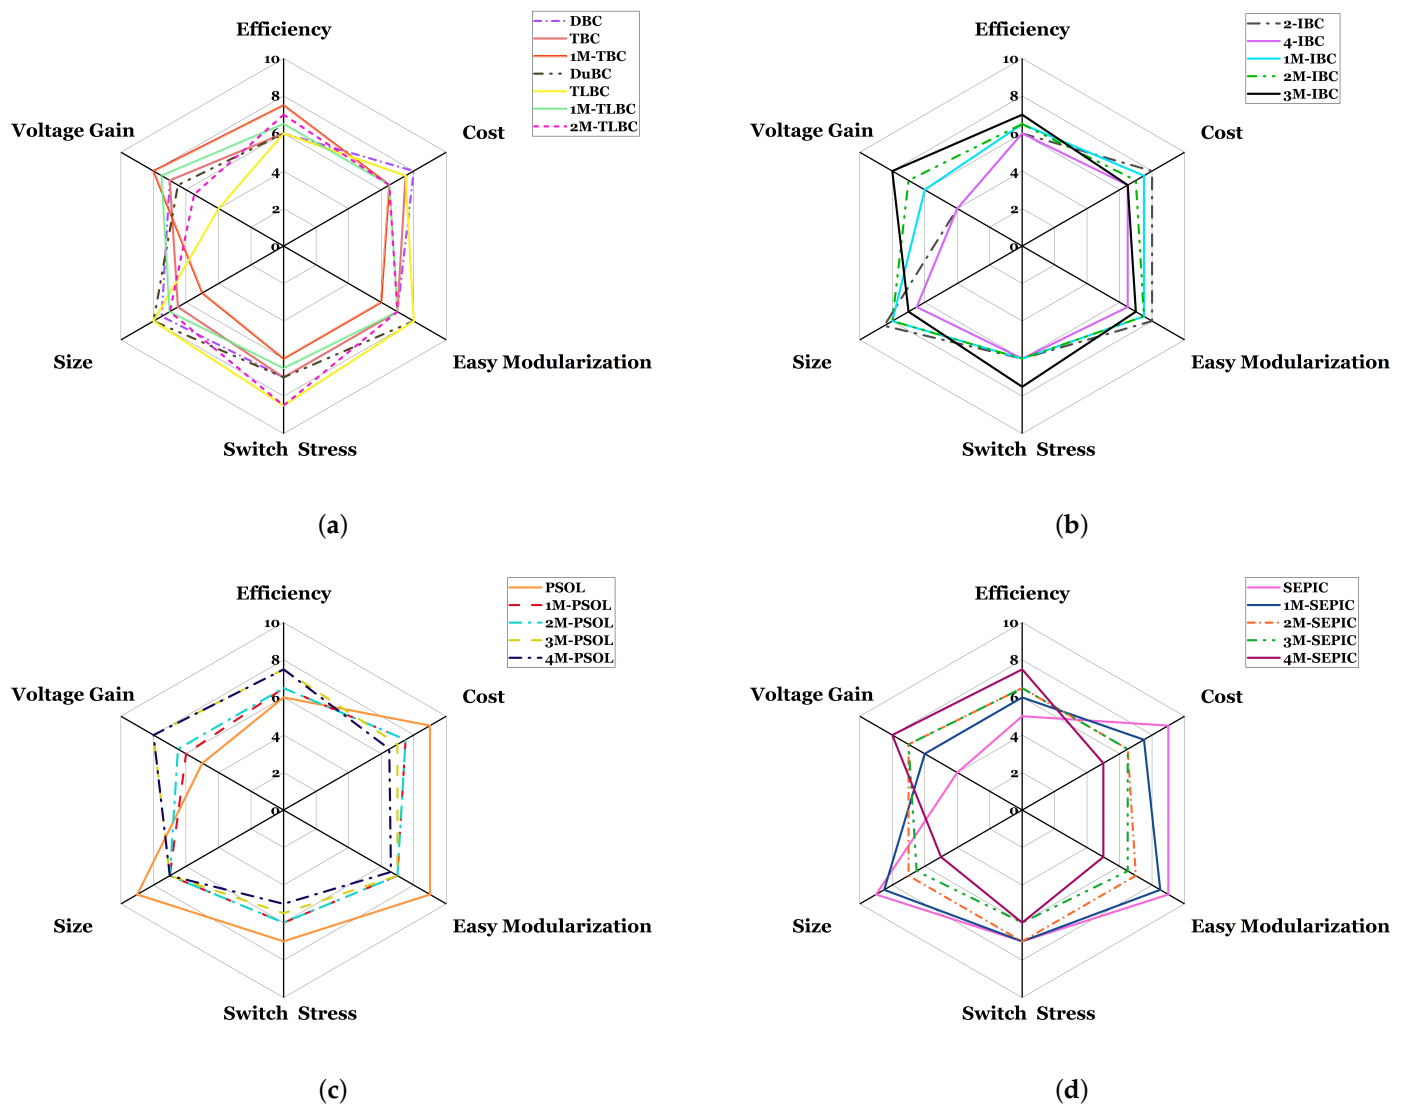 Efficiency
10
8
6
4
2
0
Voltage Gain
Cost
Size
Easy Modularization
Switch Stress
DBC
TBC
1M-TBC
DuBC
TLBC
1M-TLBC
2M-TLBC
(a)
Efficiency
10
8
6
4
2
0
Voltage Gain
Cost
Size
Easy Modularization
Switch Stress
2-IBC
4-IBC
1M-IBC
2M-IBC
3M-IBC
(b)
Efficiency
10
8
6
4
2
0
Voltage Gain
Cost
Size
Easy Modularization
Switch Stress
PSOL
1M-PSOL
2M-PSOL
3M-PSOL
4M-PSOL
(c)
Efficiency
10
8
6
4
2
0
Voltage Gain
Cost
Size
Easy Modularization
Switch Stress
SEPIC
1M-SEPIC
2M-SEPIC
3M-SEPIC
4M-SEPIC
(d)